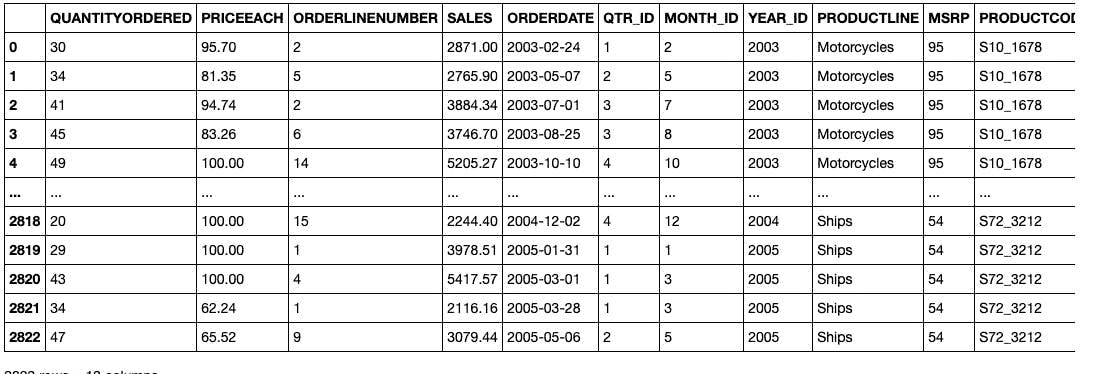 QUANTITYORDERED PRICEEACH ORDERLINENUMBER SALES ORDERDATE QTR_ID MONTH_ID YEAR_ID PRODUCTLINE MSRP PRODUCTCOD
0 30 95.70 2 2871.00 2003-02-24 1 2 2003 Motorcycles 95 S10_1678
1 34 81.35 5 2765.90 2003-05-07 2 5 2003 Motorcycles 95 S10_1678
2 41 94.74 2 3884.34 2003-07-01 3 7 2003 Motorcycles 95 S10_1678
3 45 83.26 6 3746.70 2003-08-25 3 8 2003 Motorcycles 95 S10_1678
4 49 100.00 14 5205.27 2003-10-10 4 10 2003 Motorcycles 95 S10_1678
... ... ... ... ... ... ... ... ... ... ... ...
2818 20 100.00 15 2244.40 2004-12-02 4 12 2004 Ships 54 S72_3212
2819 29 100.00 1 3978.51 2005-01-31 1 1 2005 Ships 54 S72_3212
2820 43 100.00 4 5417.57 2005-03-01 1 3 2005 Ships 54 S72_3212
2821 34 62.24 1 2116.16 2005-03-28 1 3 2005 Ships 54 S72_3212
2822 47 65.52 9 3079.44 2005-05-06 2 5 2005 Ships 54 S72_3212